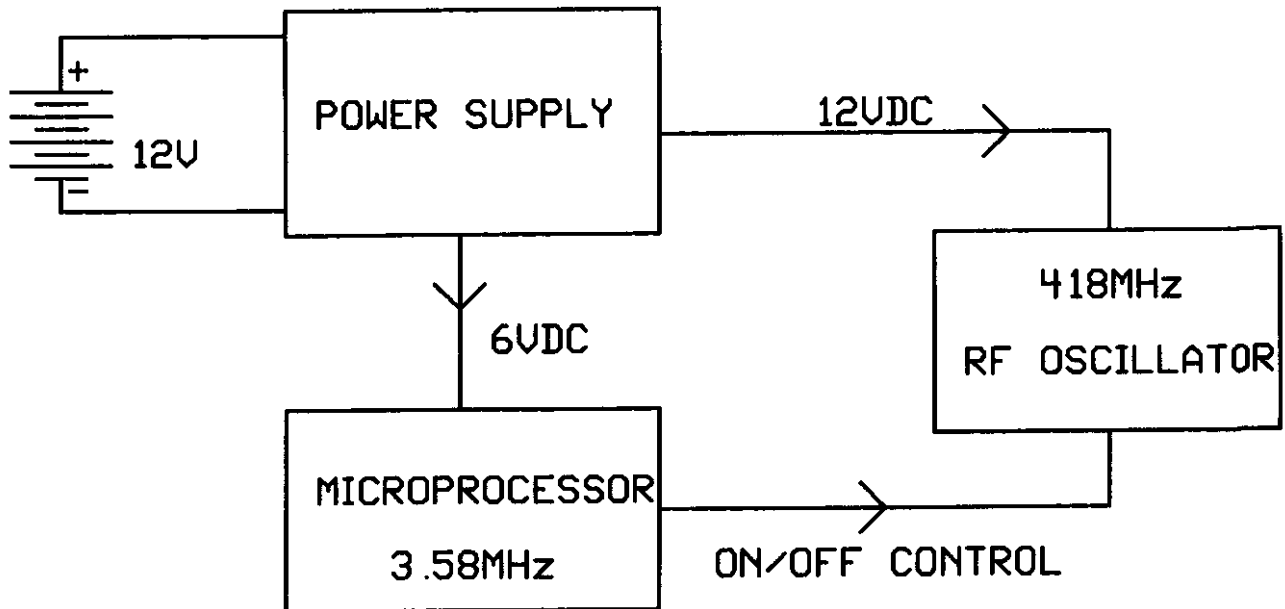 +
12V
−
POWER SUPPLY
12VDC
6VDC
418MHz
RF OSCILLATOR
MICROPROCESSOR
3.58MHz
ON/OFF CONTROL